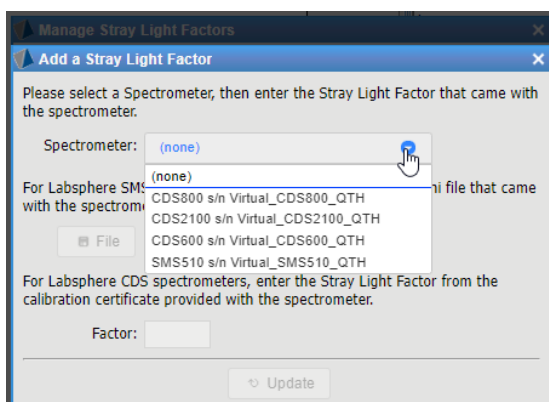 Manage Stray Light Factors
Add a Stray Light Factor
Please select a Spectrometer, then enter the Stray Light Factor that came with
the spectrometer.
Spectrometer:
(none)
(none)
For Labsphere SMS
ni file that came
CDS800 s/n Virtual_CDS800_QTH
with the spectrome
CDS2100 s/n Virtual_CDS2100_QTH
File
CDS600 s/n Virtual_CDS600_QTH
SMS510 s/n Virtual_SMS510_QTH
For Labsphere CDS spectrometers, enter the Stray Light Factor from the
calibration certificate provided with the spectrometer.
Factor:
Update